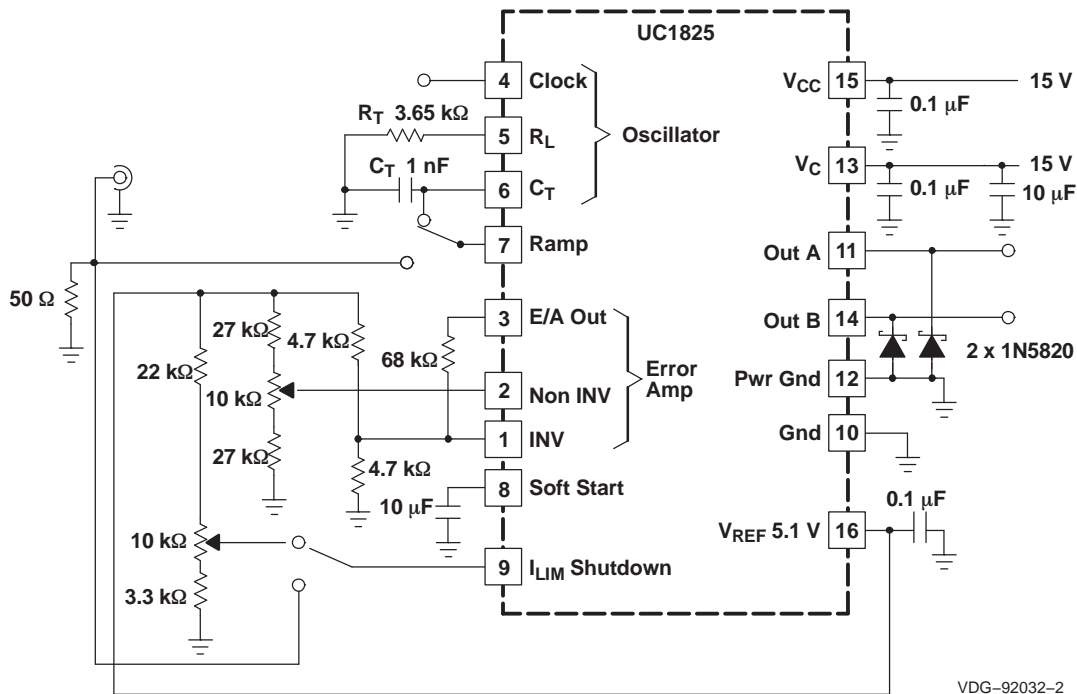 UC1825
4 Clock
R_T 3.65 kΩ
5 R_L
Oscillator
C_T 1 nF
6 C_T
7 Ramp
50 Ω
3 E/A Out
27 kΩ
4.7 kΩ
68 kΩ
22 kΩ
Error
Amp
10 kΩ
2 Non INV
27 kΩ
1 INV
4.7 kΩ
8 Soft Start
10 μF
10 kΩ
9 I_LIM Shutdown
3.3 kΩ
V_CC 15
15 V
0.1 μF
V_C 13
15 V
0.1 μF
10 μF
Out A 11
Out B 14
2 x 1N5820
Pwr Gnd 12
Gnd 10
0.1 μF
V_REF 5.1 V 16
VDG–92032–2